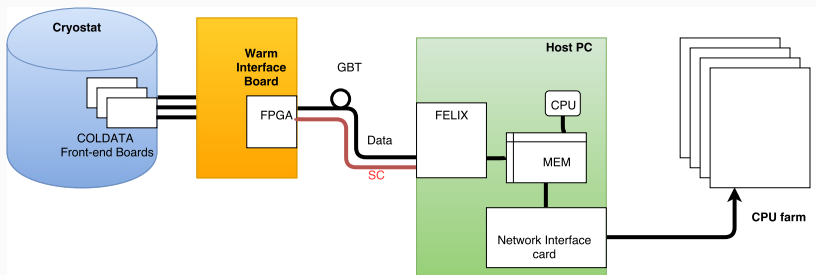 Cryostat
COLDATA
Front-end Boards
Warm
Interface
Board
FPGA
GBT
Data
SC
Host PC
FELIX
CPU
MEM
Network Interface
card
CPU farm